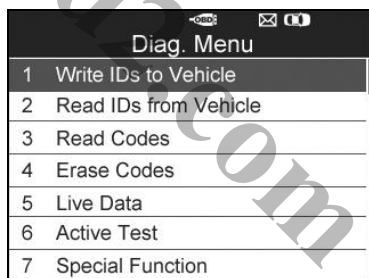 OBD
Diag. Menu
1 Write IDs to Vehicle
2 Read IDs from Vehicle
3 Read Codes
4 Erase Codes
5 Live Data
6 Active Test
7 Special Function